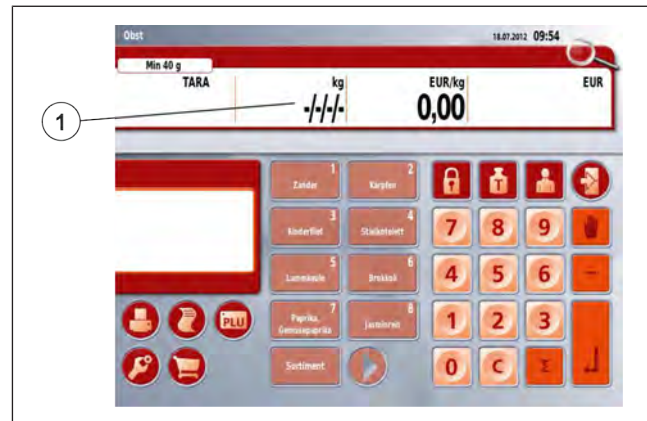 Obst 18.07.2012 09:54
Min 40 g
TARA kg EUR/kg EUR
-/-/-/- 0,00
1
1 2
Zander Karpfen
T
7 8 9
3 4
Kinderfilet Stielkotelett
5 6
Lammkeule Brokkoli
4 5 6
PLU
7 8
Paprika, Jasminreis
Gemüsepaprika
1 2 3
Sortiment
0 C Σ